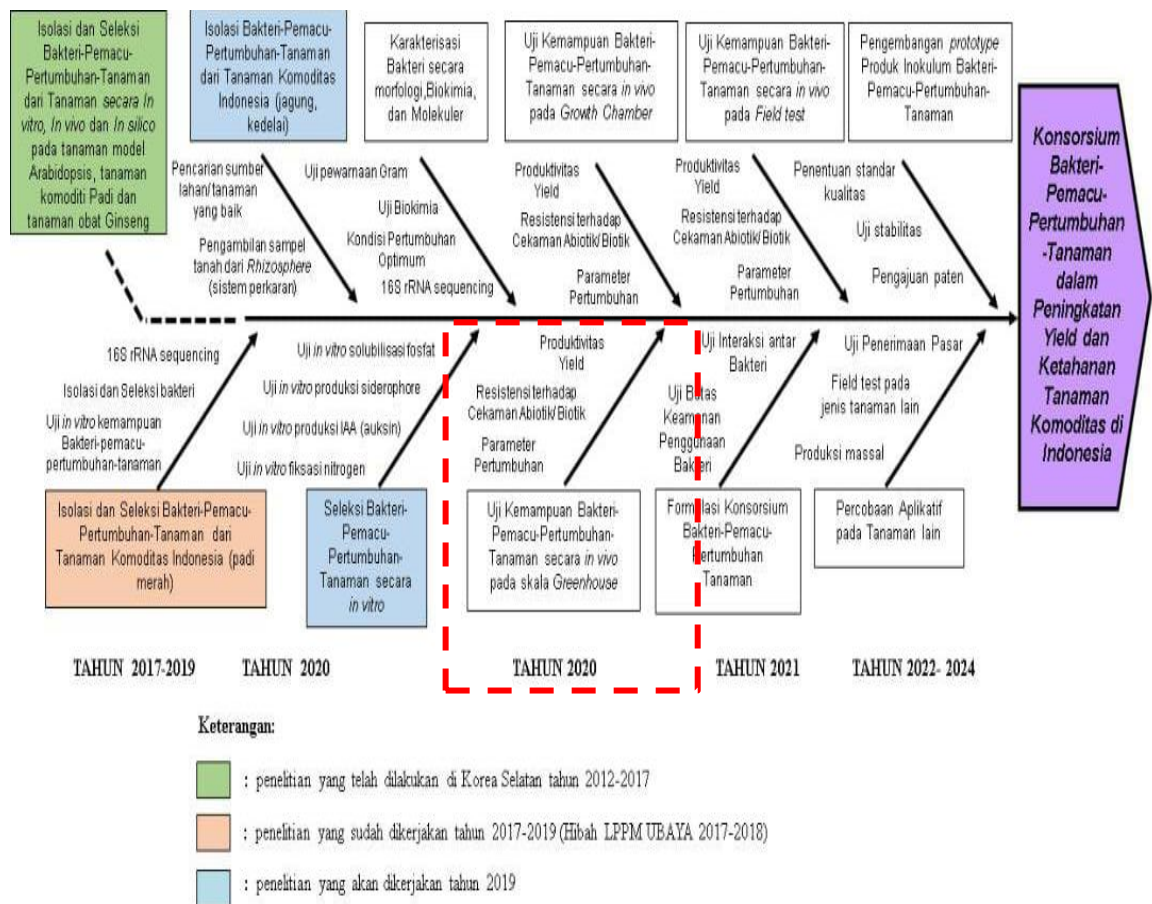 Isolasi dan Seleksi
Bakteri-Pemacu-
Pertumbuhan-Tanaman
dari Tanaman secara In
vitro, In vivo dan In silico
pada tanaman model
Arabidopsis, tanaman
komoditi Padi dan
tanaman obat Ginseng
Isolasi Bakteri-Pemacu-
Pertumbuhan-Tanaman
dari Tanaman Komoditas
Indonesia (jagung,
kedelai)
Karakterisasi
Bakteri secara
morfologi,Biokimia,
dan Molekuler
Uji Kemampuan Bakteri-
Pemacu-Pertumbuhan-
Tanaman secara in vivo
pada Growth Chamber
Uji Kemampuan Bakteri-
Pemacu-Pertumbuhan-
Tanaman secara in vivo
pada Field test
Pengembangan prototype
Produk Inokulum Bakteri-
Pemacu-Pertumbuhan-
Tanaman
Pencarian sumber
lahan/tanaman
yang baik
Pengambilan sampel
tanah dari Rhizosphere
(sistem perkaran)
Uji pewarnaan Gram
Uji Biokimia
Kondisi Pertumbuhan
Optimum
16S rRNA sequencing
Produktivitas
Yield
Resistensi terhadap
Cekaman Abiotik/Biotik
Parameter
Pertumbuhan
Produktivitas
Yield
Resistensi terhadap
Cekaman Abiotik/Biotik
Parameter
Pertumbuhan
Penentuan standar
kualitas
Uji stabilitas
Pengajuan paten
Konsorsium
Bakteri-
Pemacu-
Pertumbuhan
-Tanaman
dalam
Peningkatan
Yield dan
Ketahanan
Tanaman
Komoditas di
Indonesia
16S rRNA sequencing
Isolasi dan Seleksi bakteri
Uji in vitro kemampuan
Bakteri-pemacu-
pertumbuhan-tanaman
Uji in vitro solubilisasi fosfat
Uji in vitro produksi siderophore
Uji in vitro produksi IAA (auksin)
Uji in vitro fiksasi nitrogen
Produktivitas
Yield
Resistensi terhadap
Cekaman Abiotik/Biotik
Parameter
Pertumbuhan
Uji Interaksi antar
Bakteri
Uji Batas
Keamanan
Penggunaan
Bakteri
Uji Penerimaan Pasar
Field test pada
jenis tanaman lain
Produksi massal
Isolasi dan Seleksi Bakteri-Pemacu-
Pertumbuhan-Tanaman dari
Tanaman Komoditas Indonesia (padi
merah)
Seleksi Bakteri-
Pemacu-
Pertumbuhan-
Tanaman secara
in vitro
Uji Kemampuan Bakteri-
Pemacu-Pertumbuhan-
Tanaman secara in vivo
pada skala Greenhouse
Formulasi Konsorsium
Bakteri-Pemacu-
Pertumbuhan
Tanaman
Percobaan Aplikatif
pada Tanaman lain
TAHUN 2017-2019 TAHUN 2020 TAHUN 2020 TAHUN 2021 TAHUN 2022- 2024
Keterangan:
: penelitian yang telah dilakukan di Korea Selatan tahun 2012-2017
: penelitian yang sudah dikerjakan tahun 2017-2019 (Hibah LPPM UBAYA 2017-2018)
: penelitian yang akan dikerjakan tahun 2019